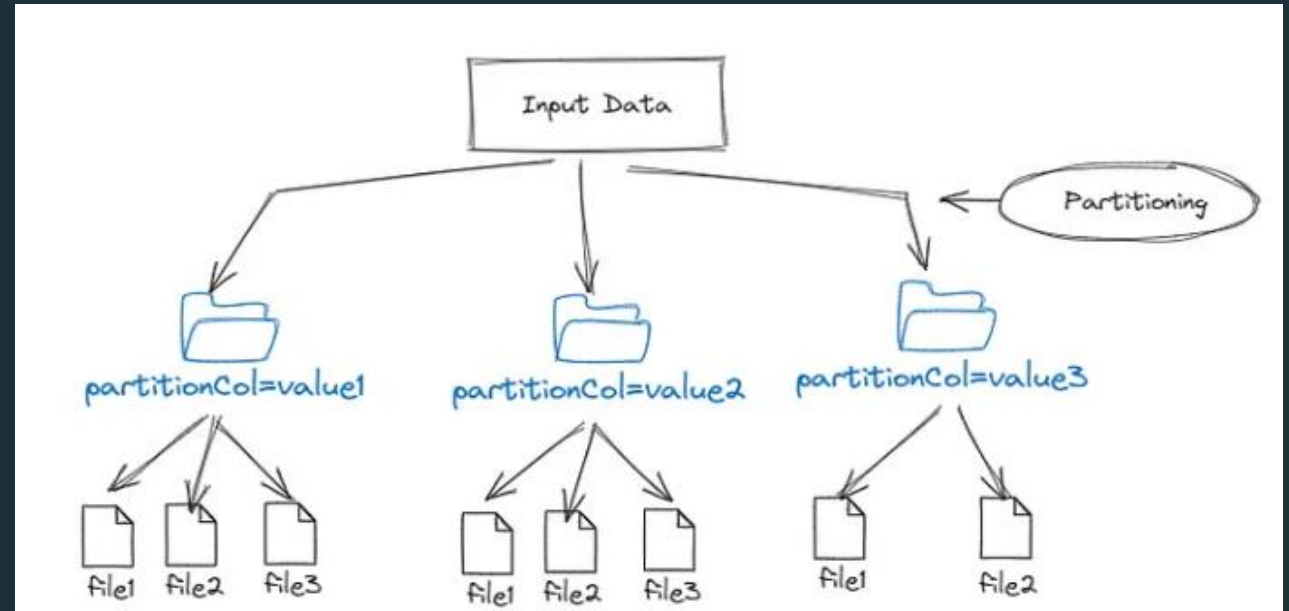 Input Data
Partitioning
partitionCol=value1
partitionCol=value2
partitionCol=value3
file1
file2
file3
file1
file2
file3
file1
file2